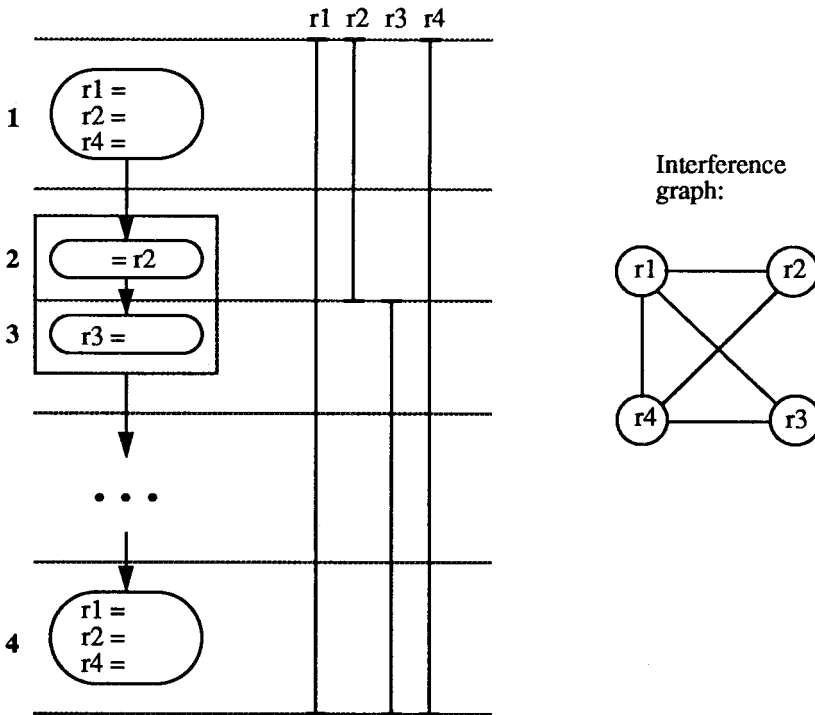 r1 r2 r3 r4
1
r1 =
r2 =
r4 =
Interference
graph:
2
= r2
3
r3 =
r1
r2
r4
r3
• • •
4
r1 =
r2 =
r4 =